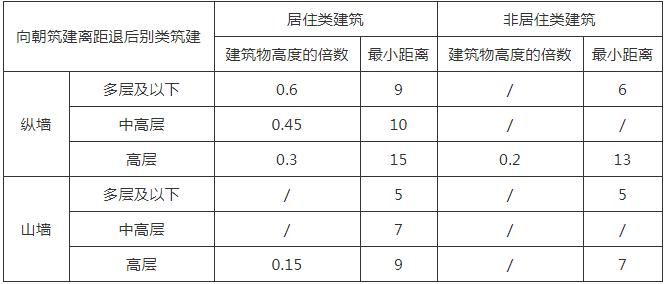 向朝筑建离距退后别类筑建 居住类建筑 非居住类建筑
建筑物高度的倍数 最小距离 建筑物高度的倍数 最小距离
纵墙 多层及以下 0.6 9 / 6
中高层 0.45 10 / /
高层 0.3 15 0.2 13
山墙 多层及以下 / 5 / 5
中高层 / 7 / /
高层 0.15 9 / 7